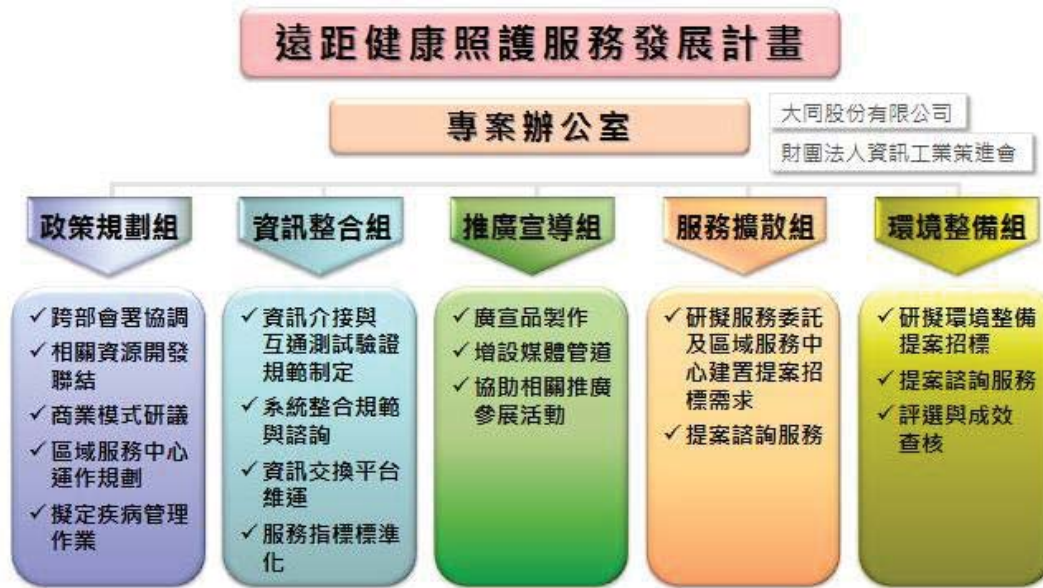 遠距健康照護服務發展計畫
專案辦公室
大同股份有限公司
財團法人資訊工業策進會
政策規劃組
資訊整合組
推廣宣導組
服務擴散組
環境整備組
✓跨部會署協調
✓相關資源開發
聯結
✓商業模式研議
✓區域服務中心
運作規劃
✓擬定疾病管理
作業
✓資訊介接與
互通測試驗證
規範制定
✓系統整合規範
與諮詢
✓資訊交換平台
維運
✓服務指標標準
化
✓廣宣品製作
✓增設媒體管道
✓協助相關推廣
參展活動
✓研擬服務委託
及區域服務中
心建置提案招
標需求
✓提案諮詢服務
✓研擬環境整備
提案招標
✓提案諮詢服務
✓評選與成效
查核